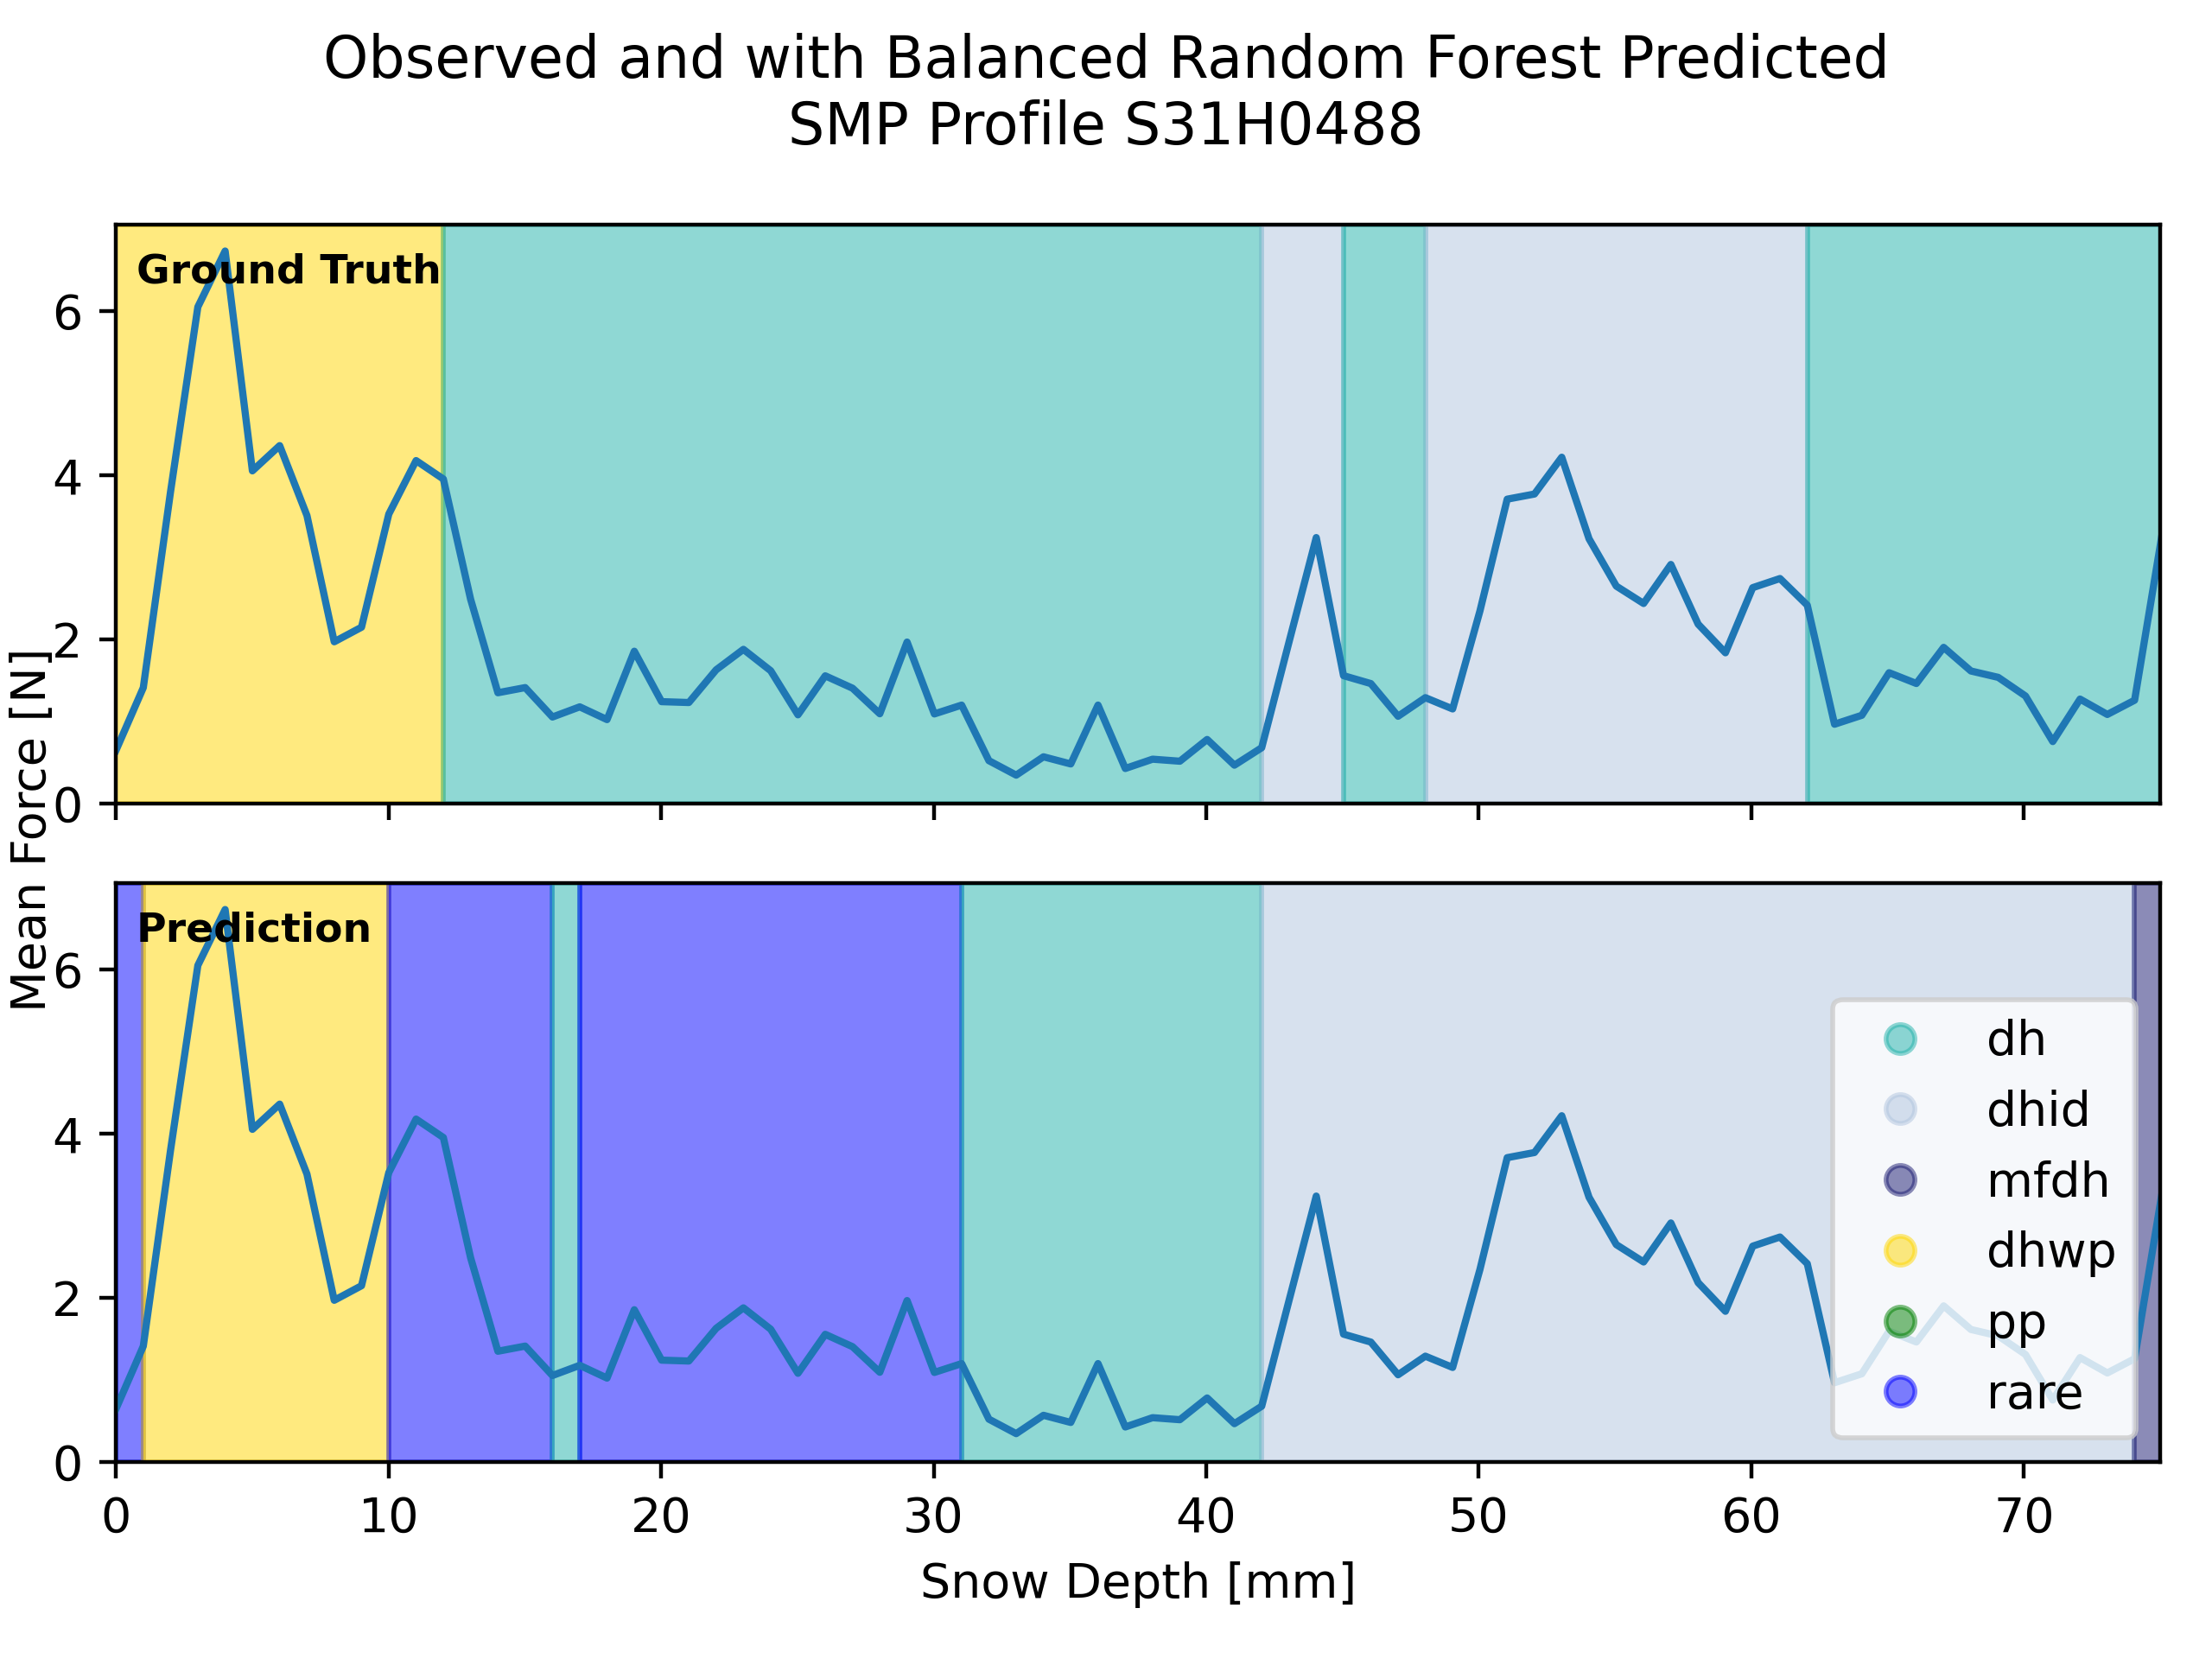 Observed and with Balanced Random Forest Predicted
SMP Profile S31H0488
Ground Truth
6
4
2
0
Mean Force [N]
Prediction
6
4
2
0
dh
dhid
mfdh
dhwp
pp
rare
0 10 20 30 40 50 60 70
Snow Depth [mm]